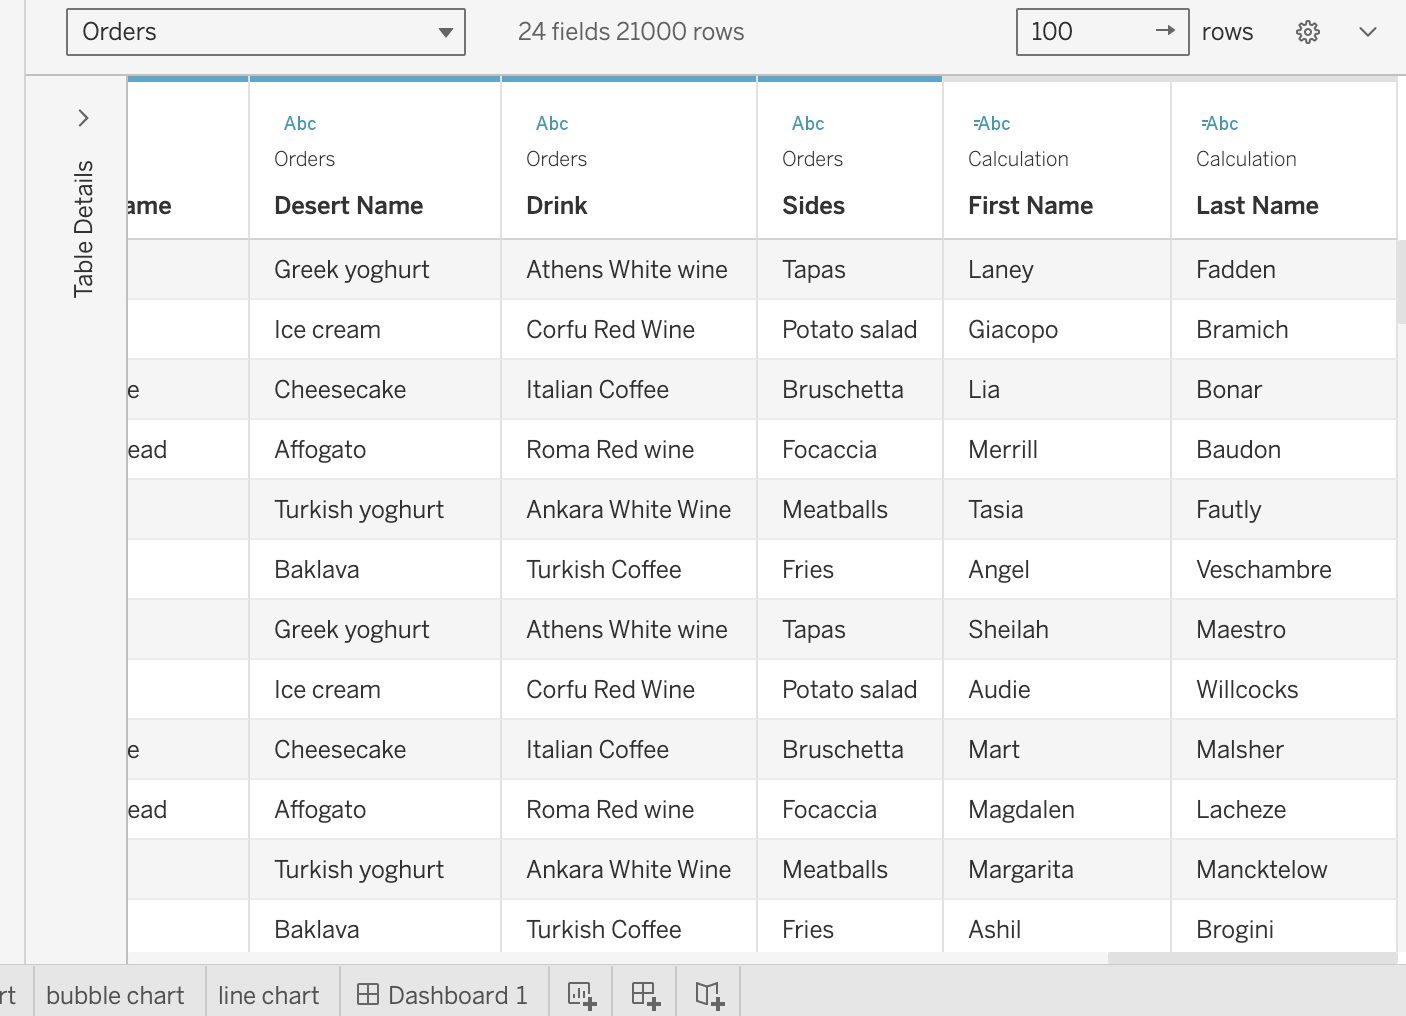 Orders 24 fields 21000 rows 100 → rows
Table Details
Abc Abc Abc =Abc =Abc
Orders Orders Orders Calculation Calculation
ame Desert Name Drink Sides First Name Last Name
Greek yoghurt Athens White wine Tapas Laney Fadden
Ice cream Corfu Red Wine Potato salad Giacopo Bramich
e Cheesecake Italian Coffee Bruschetta Lia Bonar
ead Affogato Roma Red wine Focaccia Merrill Baudon
Turkish yoghurt Ankara White Wine Meatballs Tasia Fautly
Baklava Turkish Coffee Fries Angel Veschambre
Greek yoghurt Athens White wine Tapas Sheilah Maestro
Ice cream Corfu Red Wine Potato salad Audie Willcocks
e Cheesecake Italian Coffee Bruschetta Mart Malsher
ead Affogato Roma Red wine Focaccia Magdalen Lacheze
Turkish yoghurt Ankara White Wine Meatballs Margarita Mancktelow
Baklava Turkish Coffee Fries Ashil Brogini
rt bubble chart line chart Dashboard 1